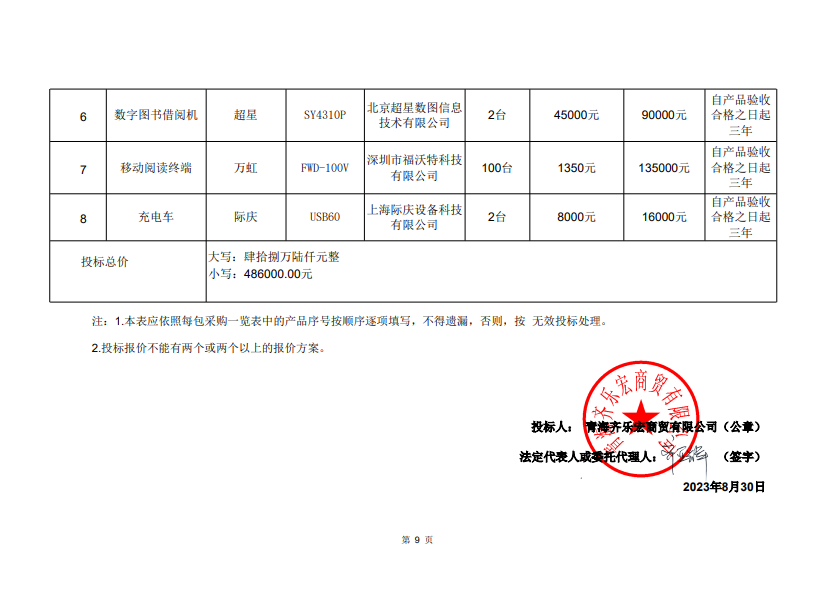 6 数字图书借阅机 超星 SY4310P 北京超星数图信息技术有限公司 2台 45000元 90000元 自产品验收合格之日起三年
7 移动阅读终端 万虹 FWD-100V 深圳市福沃特科技有限公司 100台 1350元 135000元 自产品验收合格之日起三年
8 充电车 际庆 USB60 上海际庆设备科技有限公司 2台 8000元 16000元 自产品验收合格之日起三年
投标总价 大写：肆拾捌万陆仟元整
小写：486000.00元
注：1.本表应依照每包采购一览表中的产品序号按顺序逐项填写，不得遗漏，否则，按 无效投标处理。
2.投标报价不能有两个或两个以上的报价方案。
青海齐乐宏商贸有限公司
投标人： 青海齐乐宏商贸有限公司（公章）
法定代表人或委托代理人： （签字）
2023年8月30日
第 9 页